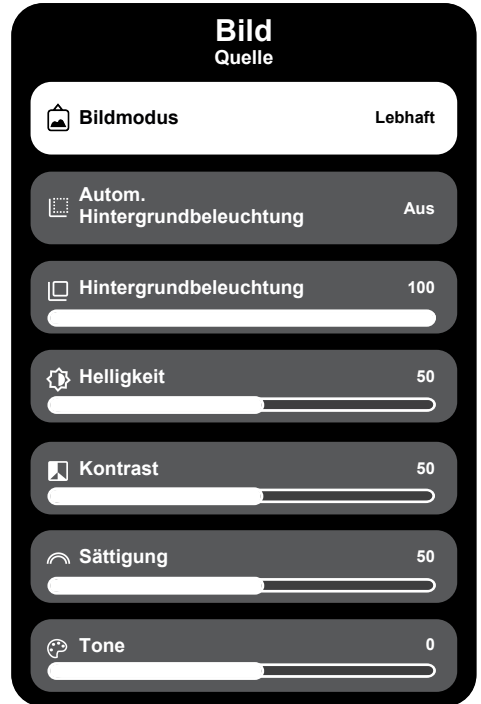 Bild
Quelle
Bildmodus Lebhaft
Autom.
Hintergrundbeleuchtung Aus
Hintergrundbeleuchtung 100
Helligkeit 50
Kontrast 50
Sättigung 50
Tone 0